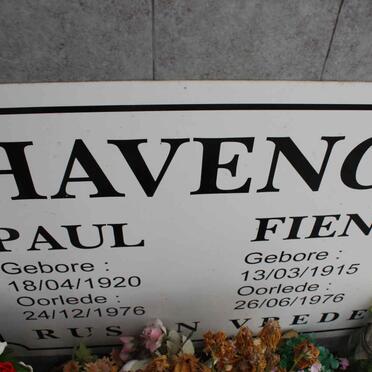 HAVENG
PAUL FIEN
Gebore : Gebore :
18/04/1920 13/03/1915
Oorlede : Oorlede :
24/12/1976 26/06/1976
RUS IN VREDE